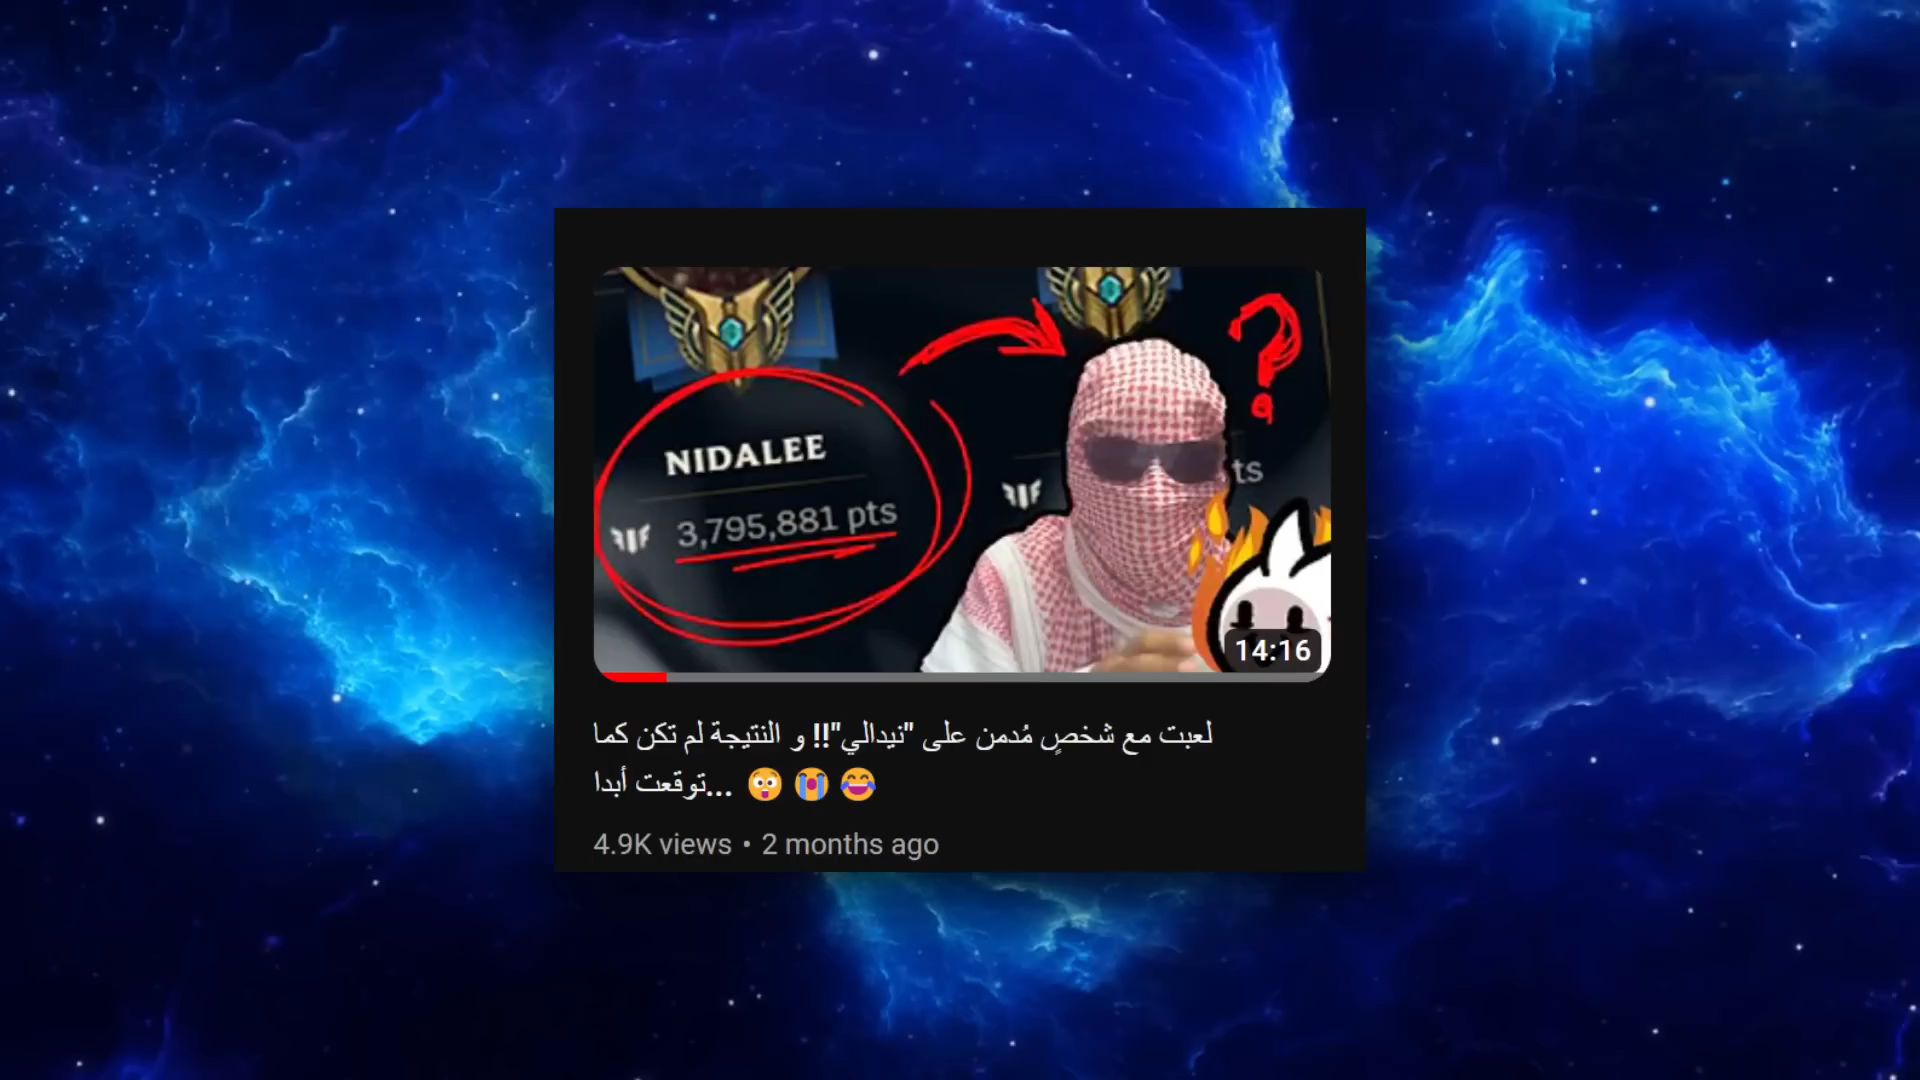 NIDALEE
3,795,881 pts
ts
14:16
لعبت مع شخصٍ مُدمن على "نيدالي"!! و النتيجة لم تكن كما
توقعت أبدا... 😲 😭 😂
4.9K views • 2 months ago